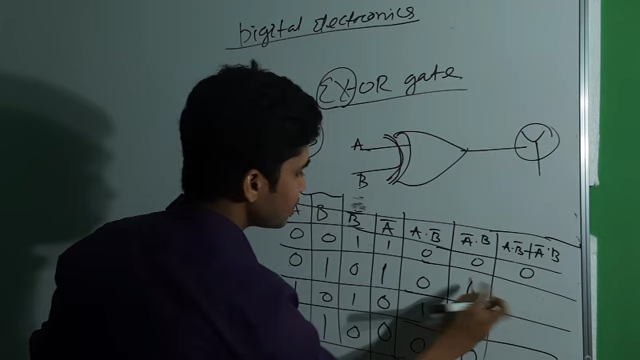 Digital electronics
EX-OR gate
A
B
Y
A B B̅ A̅ A.B̅ A̅.B A.B̅+A̅.B
0 0 1 1 0 0 0
0 1 0 1 0 1
1 0 1 0 1
1 0 0 0